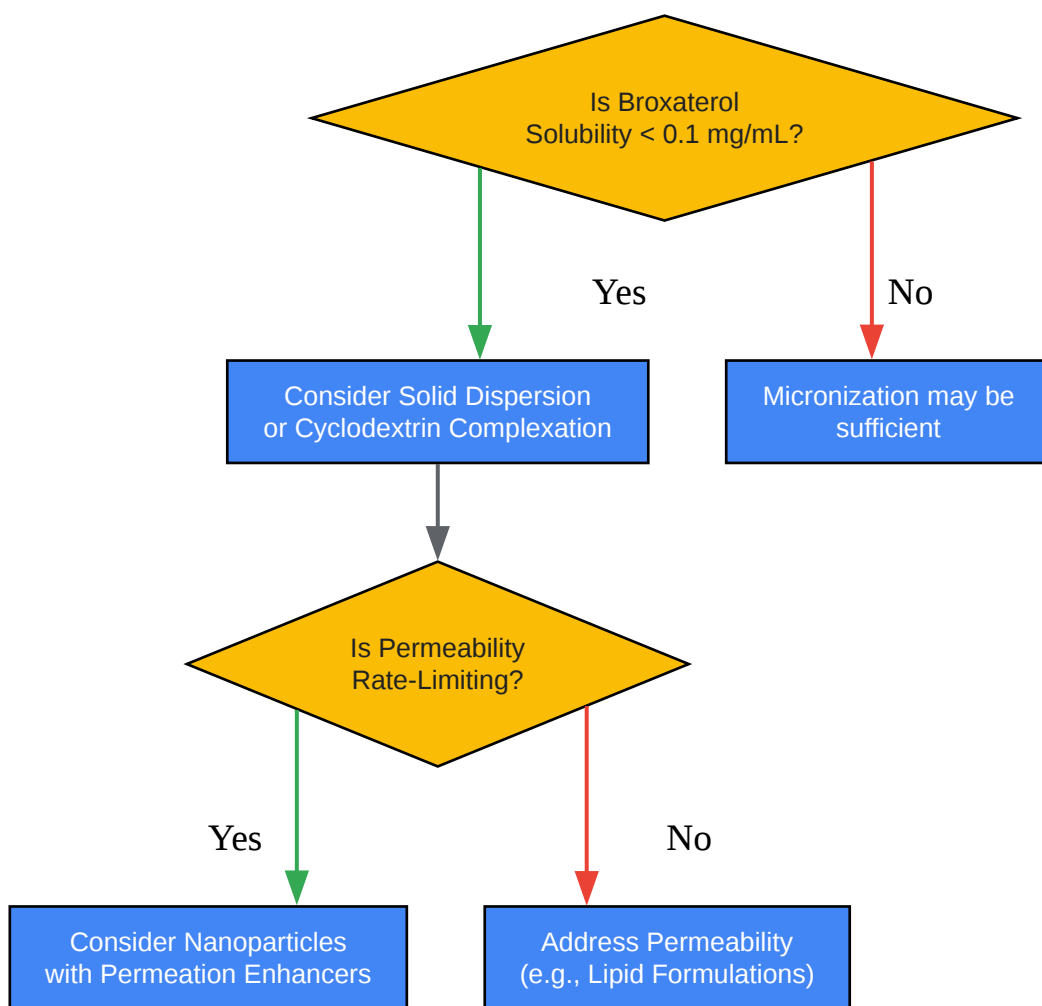 Is Broxaterol
Solubility < 0.1 mg/mL?
Yes
No
Consider Solid Dispersion
or Cyclodextrin Complexation
Micronization may be
sufficient
Is Permeability
Rate-Limiting?
Yes
No
Consider Nanoparticles
with Permeation Enhancers
Address Permeability
(e.g., Lipid Formulations)